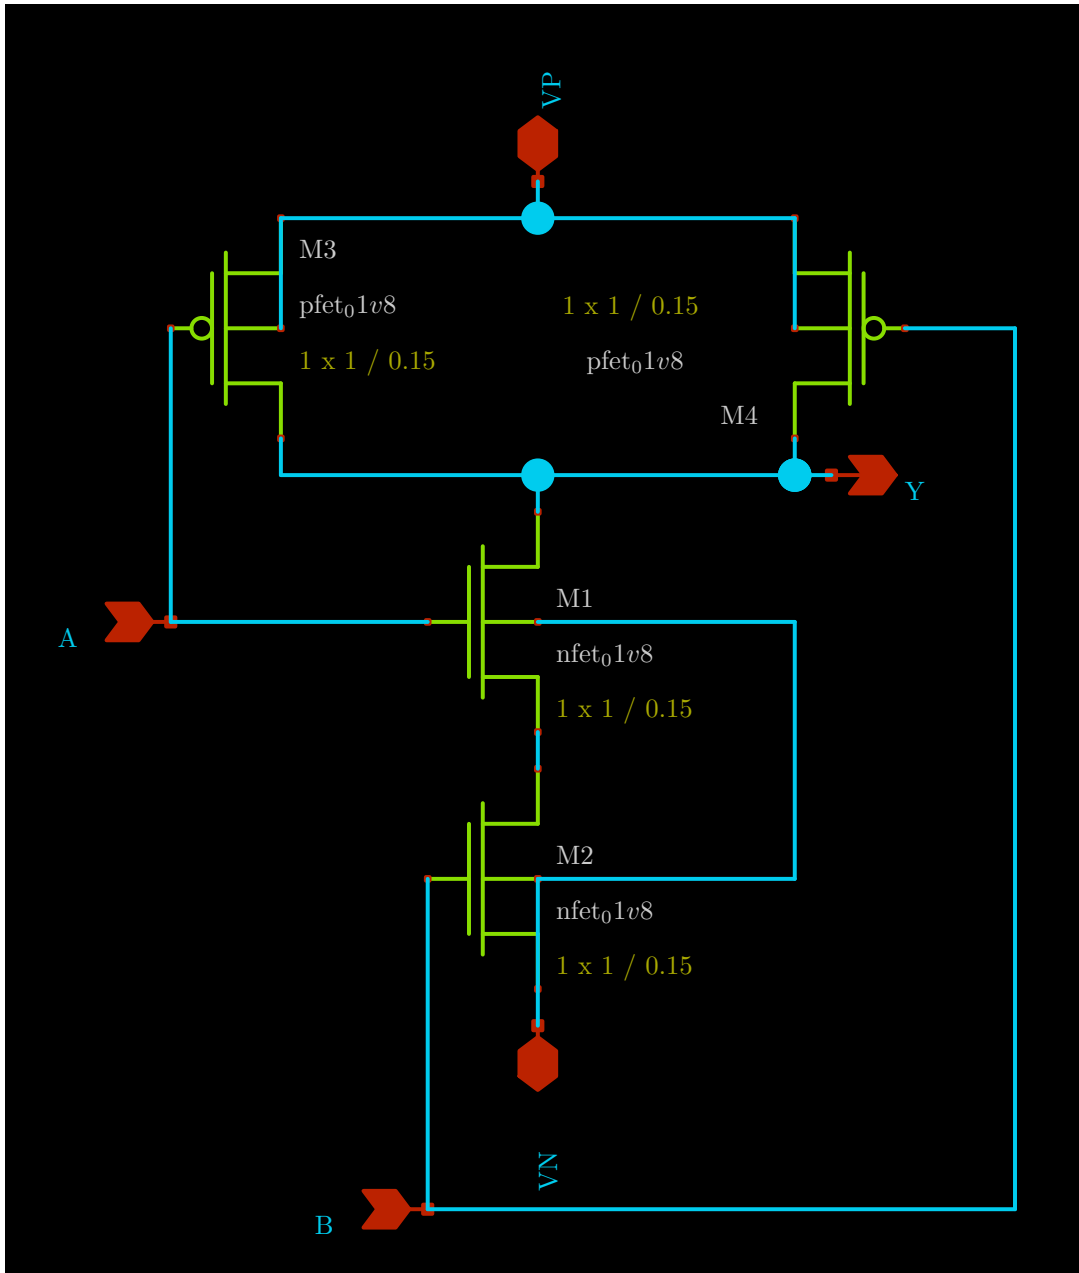 VP
M3
pfet₀1v8
1 x 1 / 0.15
1 x 1 / 0.15
pfet₀1v8
M4
Y
A
M1
nfet₀1v8
1 x 1 / 0.15
M2
nfet₀1v8
1 x 1 / 0.15
VN
B